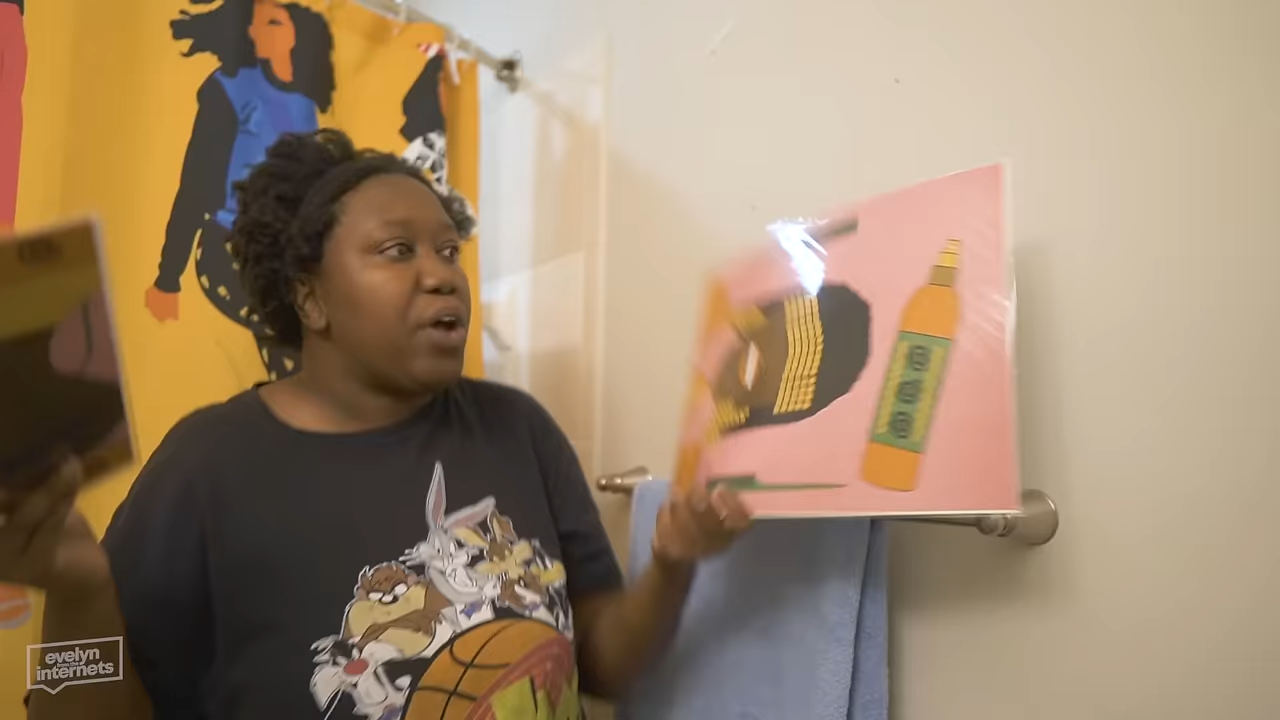 evelyn
from the
internets